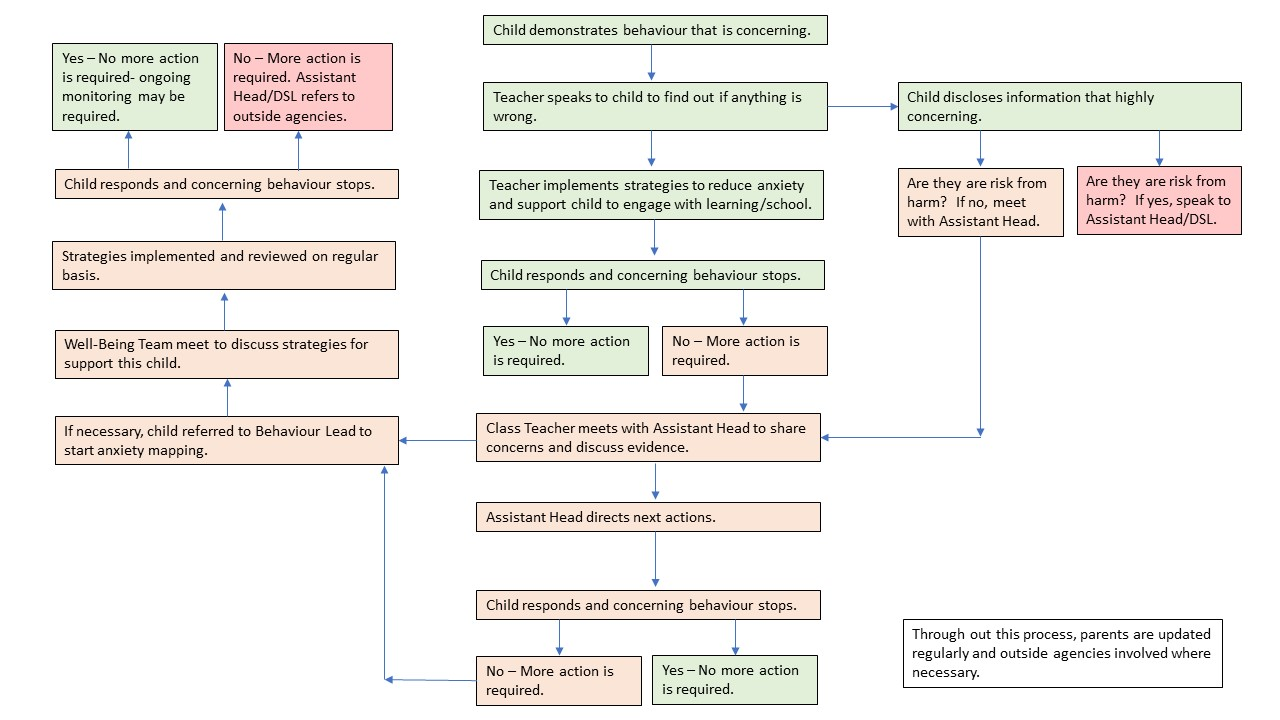 Child demonstrates behaviour that is concerning.
Teacher speaks to child to find out if anything is
wrong.
Child discloses information that highly
concerning.
Are they are risk from
harm?  If no, meet
with Assistant Head.
Are they are risk from
harm?  If yes, speak to
Assistant Head/DSL.
Teacher implements strategies to reduce anxiety
and support child to engage with learning/school.
Child responds and concerning behaviour stops.
Yes – No more action
is required.
No – More action is
required.
Class Teacher meets with Assistant Head to share
concerns and discuss evidence.
Assistant Head directs next actions.
Child responds and concerning behaviour stops.
No – More action is
required.
Yes – No more action
is required.
If necessary, child referred to Behaviour Lead to
start anxiety mapping.
Well-Being Team meet to discuss strategies for
support this child.
Strategies implemented and reviewed on regular
basis.
Child responds and concerning behaviour stops.
Yes – No more action
is required- ongoing
monitoring may be
required.
No – More action is
required. Assistant
Head/DSL refers to
outside agencies.
Through out this process, parents are updated
regularly and outside agencies involved where
necessary.